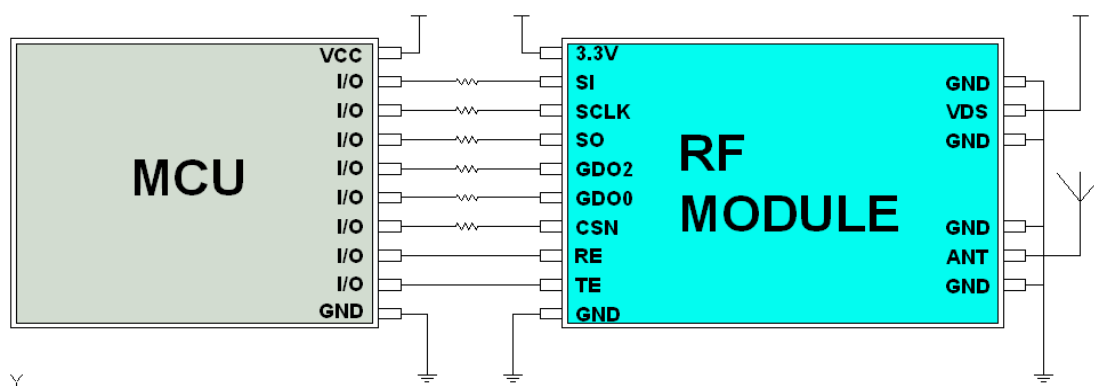 VCC
I/O
I/O
I/O
I/O
I/O
I/O
I/O
I/O
GND
MCU
3.3V
SI
SCLK
SO
GDO2
GDO0
CSN
RE
TE
GND
RF
MODULE
GND
VDS
GND
GND
ANT
GND